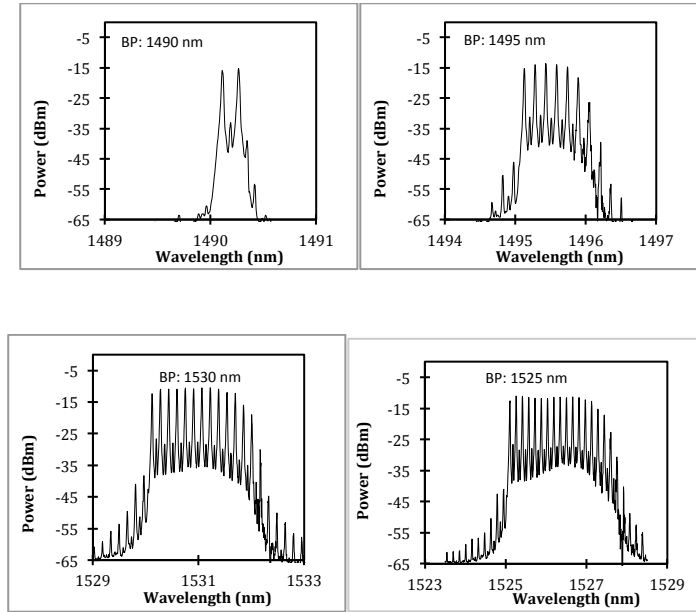 BP: 1490 nm
Power (dBm)
-5
-15
-25
-35
-45
-55
-65
1489 1490 1491
Wavelength (nm)
BP: 1495 nm
Power (dBm)
-5
-15
-25
-35
-45
-55
-65
1494 1495 1496 1497
Wavelength (nm)
BP: 1530 nm
Power (dBm)
-5
-15
-25
-35
-45
-55
-65
1529 1531 1533
Wavelength (nm)
BP: 1525 nm
Power (dBm)
-5
-15
-25
-35
-45
-55
-65
1523 1525 1527 1529
Wavelength (nm)